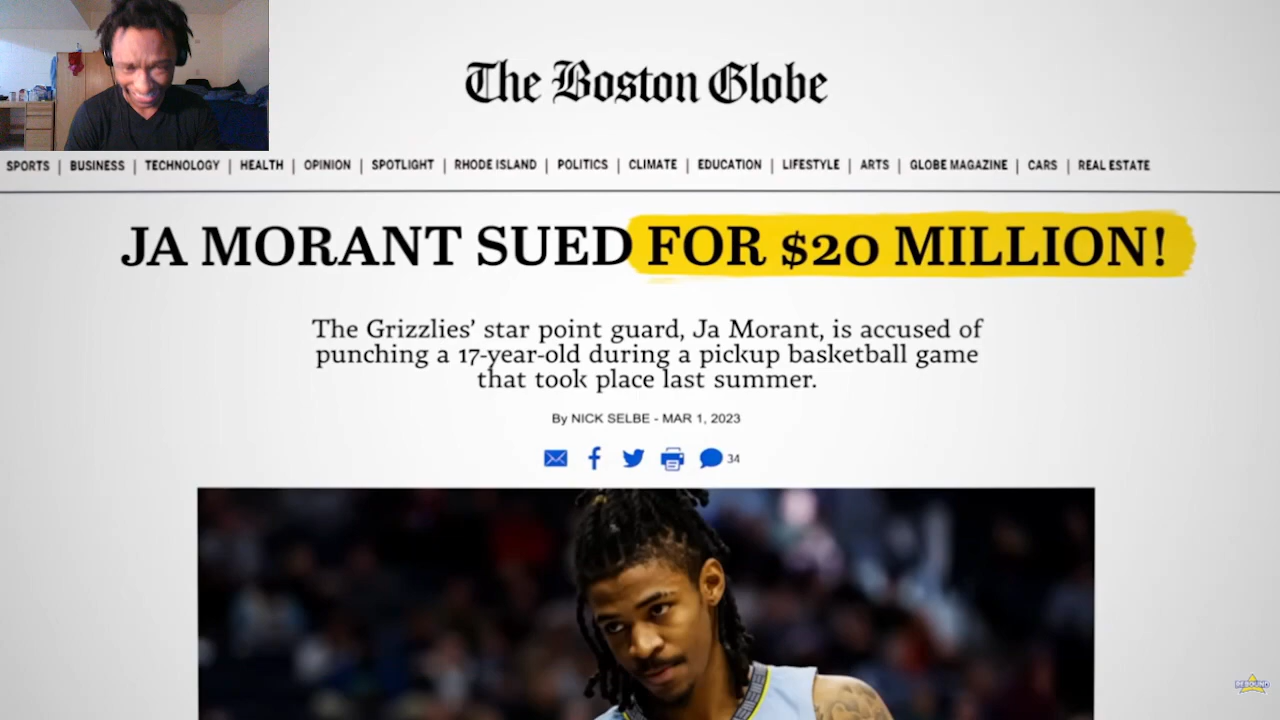 The Boston Globe
SPORTS | BUSINESS | TECHNOLOGY | HEALTH | OPINION | SPOTLIGHT | RHODE ISLAND | POLITICS | CLIMATE | EDUCATION | LIFESTYLE | ARTS | GLOBE MAGAZINE | CARS | REAL ESTATE
JA MORANT SUED FOR $20 MILLION!
The Grizzlies’ star point guard, Ja Morant, is accused of
punching a 17-year-old during a pickup basketball game
that took place last summer.
By NICK SELBE - MAR 1, 2023
34
REBOUND